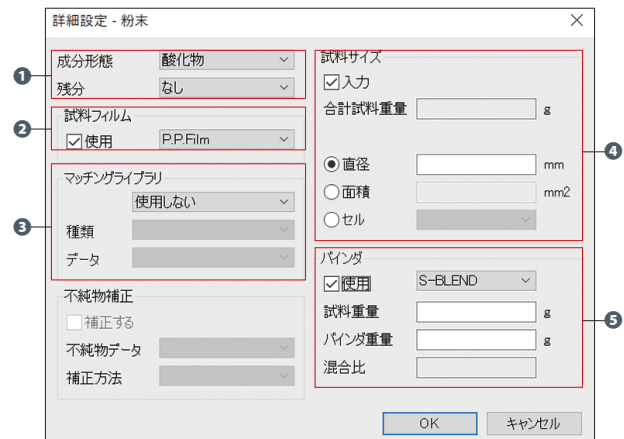 詳細設定 - 粉末
成分形態 酸化物
残分 なし
試料フィルム
使用 P.P.Film
マッチングライブラリ
使用しない
種類
データ
不純物補正
補正する
不純物データ
補正方法
試料サイズ
入力
合計試料重量 g
直径 mm
面積 mm2
セル
バインダ
使用 S-BLEND
試料重量 g
バインダ重量 g
混合比
OK キャンセル
1
2
3
4
5